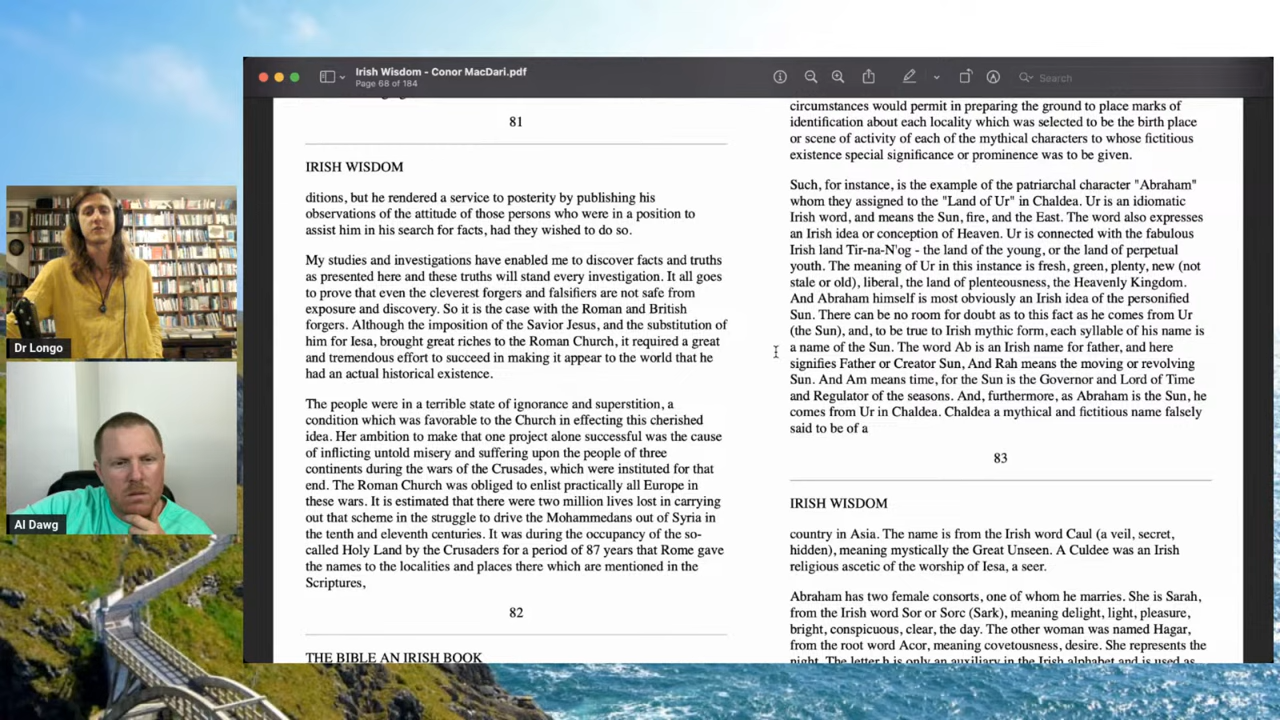 Irish Wisdom - Conor MacDari.pdf
Page 68 of 184
Search
81
IRISH WISDOM
ditions, but he rendered a service to posterity by publishing his
observations of the attitude of those persons who were in a position to
assist him in his search for facts, had they wished to do so.
My studies and investigations have enabled me to discover facts and truths
as presented here and these truths will stand every investigation. It all goes
to prove that even the cleverest forgers and falsifiers are not safe from
exposure and discovery. So it is the case with the Roman and British
forgers. Although the imposition of the Savior Jesus, and the substitution of
him for Iesa, brought great riches to the Roman Church, it required a great
and tremendous effort to succeed in making it appear to the world that he
had an actual historical existence.
The people were in a terrible state of ignorance and superstition, a
condition which was favorable to the Church in effecting this cherished
idea. Her ambition to make that one project alone successful was the cause
of inflicting untold misery and suffering upon the people of three
continents during the wars of the Crusades, which were instituted for that
end. The Roman Church was obliged to enlist practically all Europe in
these wars. It is estimated that there were two million lives lost in carrying
out that scheme in the struggle to drive the Mohammedans out of Syria in
the tenth and eleventh centuries. It was during the occupancy of the so-
called Holy Land by the Crusaders for a period of 87 years that Rome gave
the names to the localities and places there which are mentioned in the
Scriptures,
82
THE BIBLE AN IRISH BOOK
circumstances would permit in preparing the ground to place marks of
identification about each locality which was selected to be the birth place
or scene of activity of each of the mythical characters to whose fictitious
existence special significance or prominence was to be given.
Such, for instance, is the example of the patriarchal character "Abraham"
whom they assigned to the "Land of Ur" in Chaldea. Ur is an idiomatic
Irish word, and means the Sun, fire, and the East. The word also expresses
an Irish idea or conception of Heaven. Ur is connected with the fabulous
Irish land Tir-na-N'og - the land of the young, or the land of perpetual
youth. The meaning of Ur in this instance is fresh, green, plenty, new (not
stale or old), liberal, the land of plenteousness, the Heavenly Kingdom.
And Abraham himself is most obviously an Irish idea of the personified
Sun. There can be no room for doubt as to this fact as he comes from Ur
(the Sun), and, to be true to Irish mythic form, each syllable of his name is
a name of the Sun. The word Ab is an Irish name for father, and here
signifies Father or Creator Sun, And Rah means the moving or revolving
Sun. And Am means time, for the Sun is the Governor and Lord of Time
and Regulator of the seasons. And, furthermore, as Abraham is the Sun, he
comes from Ur in Chaldea. Chaldea a mythical and fictitious name falsely
said to be of a
83
IRISH WISDOM
country in Asia. The name is from the Irish word Caul (a veil, secret,
hidden), meaning mystically the Great Unseen. A Culdee was an Irish
religious ascetic of the worship of Iesa, a seer.
Abraham has two female consorts, one of whom he marries. She is Sarah,
from the Irish word Sor or Sorc (Sark), meaning delight, light, pleasure,
bright, conspicuous, clear, the day. The other woman was named Hagar,
from the root word Acor, meaning covetousness, desire. She represents the
night. The letter h is only an auxiliary in the Irish alphabet and is used as
Dr Longo
Al Dawg